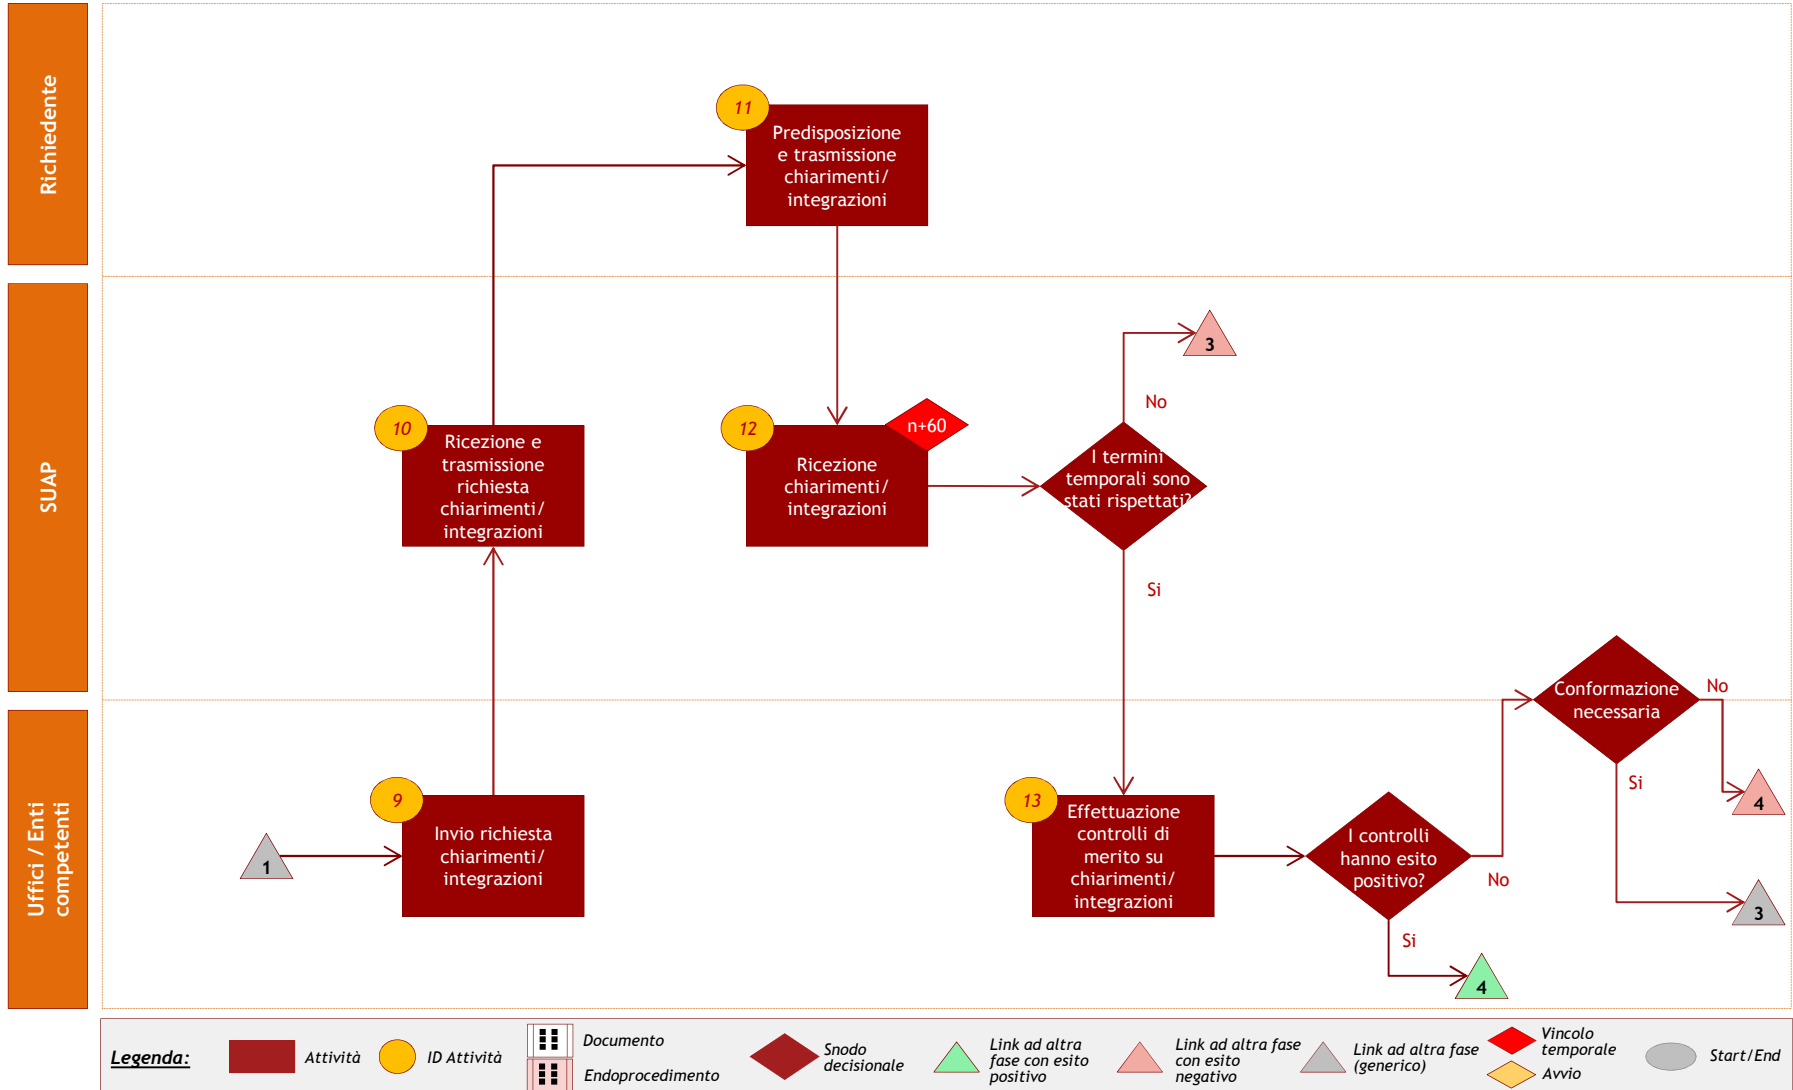 Richiedente
11
Predisposizione
e trasmissione
chiarimenti/
integrazioni
SUAP
10
Ricezione e
trasmissione
richiesta
chiarimenti/
integrazioni
12
n+60
Ricezione
chiarimenti/
integrazioni
I termini
temporali sono
stati rispettati?
No
3
Si
Uffici / Enti
competenti
1
9
Invio richiesta
chiarimenti/
integrazioni
13
Effettuazione
controlli di
merito su
chiarimenti/
integrazioni
I controlli
hanno esito
positivo?
No
Si
4
Conformazione
necessaria
No
4
Si
3
Legenda:
Attività
ID Attività
Documento
Endoprocedimento
Snodo
decisionale
Link ad altra
fase con esito
positivo
Link ad altra fase
con esito
negativo
Link ad altra fase
(generico)
Vincolo
temporale
Avvio
Start/End